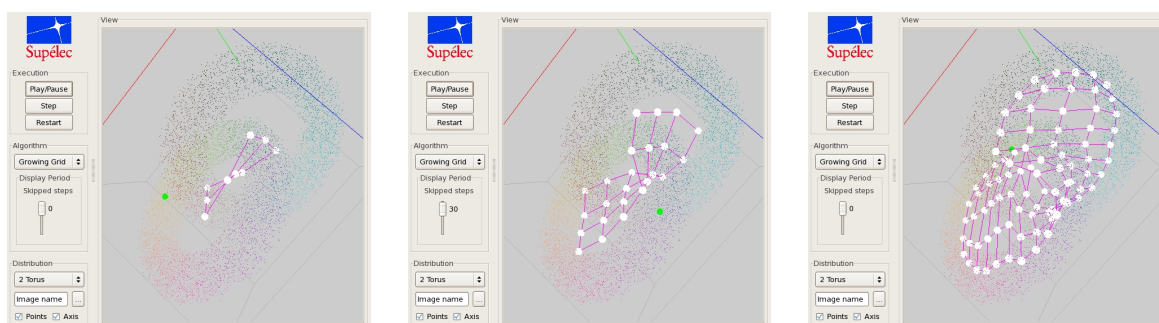 View
Supélec
Execution
Play/Pause
Step
Restart
Algorithm
Growing Grid
Display Period
Skipped steps
0
Distribution
2 Torus
Image name ...
Points Axis
View
Supélec
Execution
Play/Pause
Step
Restart
Algorithm
Growing Grid
Display Period
Skipped steps
30
Distribution
2 Torus
Image name ...
Points Axis
View
Supélec
Execution
Play/Pause
Step
Restart
Algorithm
Growing Grid
Display Period
Skipped steps
0
Distribution
2 Torus
Image name ...
Points Axis